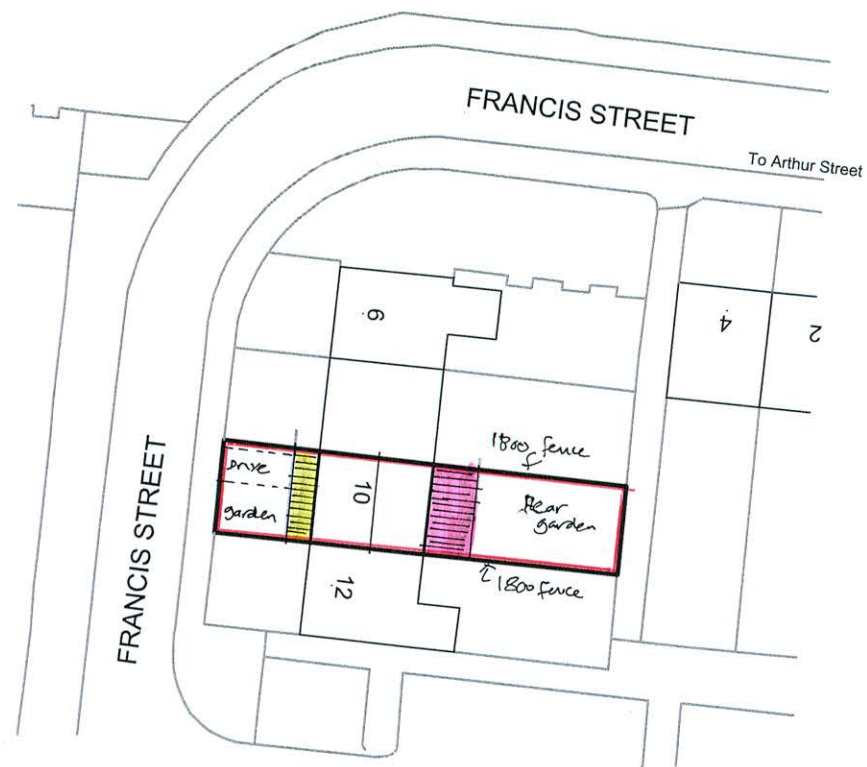 FRANCIS STREET
To Arthur Street
6
4
2
1800 fence
Drive
10
Rear
garden
garden
12
1800 fence
FRANCIS STREET